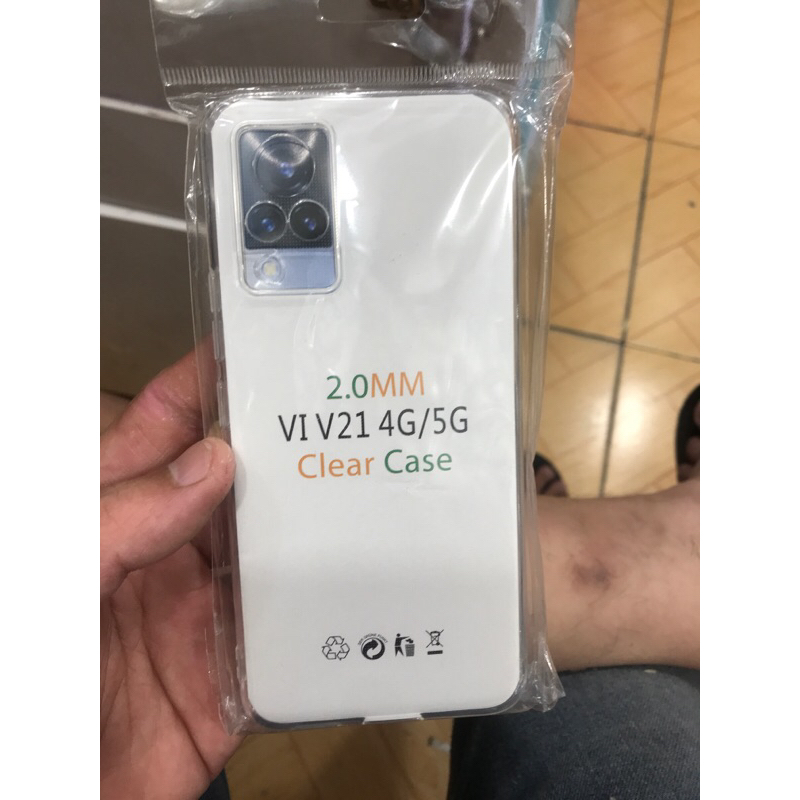 2.0MM
VI V21 4G/5G
Clear Case